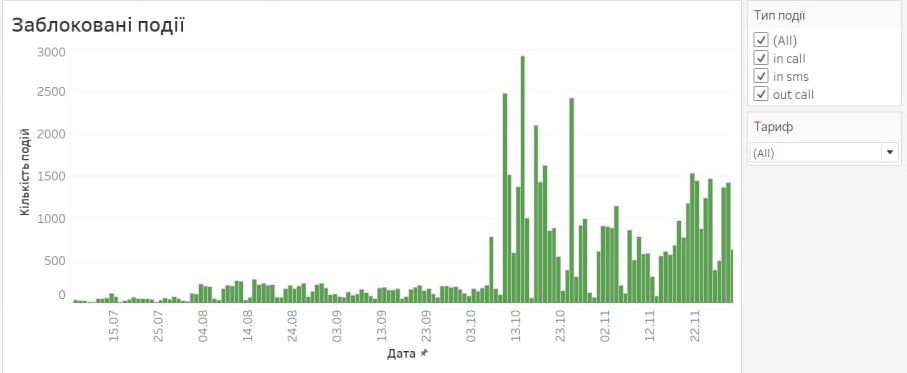 Заблоковані події
Кількість подій
3000
2500
2000
1500
1000
500
0
15.07
25.07
04.08
14.08
24.08
03.09
13.09
23.09
03.10
13.10
23.10
02.11
12.11
22.11
Дата
Тип події
(All)
in call
in sms
out call
Тариф
(All)